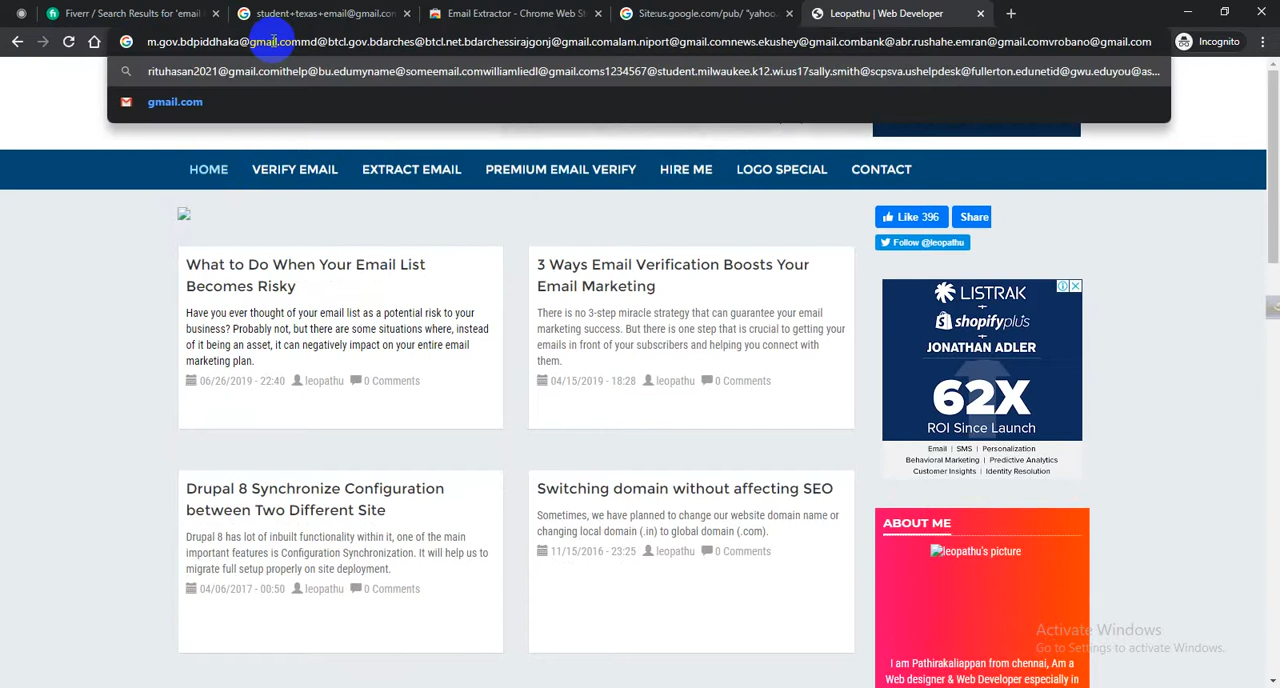 Fiverr / Search Results for 'email
student+texas+email@gmail.com
Email Extractor - Chrome Web St
Siteus.google.com/pub/ "yahoo.
Leopathu | Web Developer
m.gov.bdpiddhaka@gmail.commd@btcl.gov.bdarches@btcl.net.bdarchessirajgonj@gmail.comalam.niport@gmail.comnews.ekushey@gmail.combank@abr.rushahe.emran@gmail.comvrobano@gmail.com
Incognito
rituhasan2021@gmail.comithelp@bu.edumyname@someemail.comwilliamliedl@gmail.coms1234567@student.milwaukee.k12.wi.us17sally.smith@scpsva.ushelpdesk@fullerton.edunetid@gwu.eduyou@as...
gmail.com
HOME
VERIFY EMAIL
EXTRACT EMAIL
PREMIUM EMAIL VERIFY
HIRE ME
LOGO SPECIAL
CONTACT
Like 396
Share
Follow @leopathu
What to Do When Your Email List
Becomes Risky
Have you ever thought of your email list as a potential risk to your
business? Probably not, but there are some situations where, instead
of it being an asset, it can negatively impact on your entire email
marketing plan.
06/26/2019 - 22:40 leopathu 0 Comments
3 Ways Email Verification Boosts Your
Email Marketing
There is no 3-step miracle strategy that can guarantee your email
marketing success. But there is one step that is crucial to getting your
emails in front of your subscribers and helping you connect with
them.
04/15/2019 - 18:28 leopathu 0 Comments
LISTRAK
shopifyplus
JONATHAN ADLER
62X
ROI Since Launch
Email | SMS | Personalization
Behavioral Marketing | Predictive Analytics
Customer Insights | Identity Resolution
Drupal 8 Synchronize Configuration
between Two Different Site
Drupal 8 has lot of inbuilt functionality within it, one of the main
important features is Configuration Synchronization. It will help us to
migrate full setup properly on site deployment.
04/06/2017 - 00:50 leopathu 0 Comments
Switching domain without affecting SEO
Sometimes, we have planned to change our website domain name or
changing local domain (.in) to global domain (.com).
11/15/2016 - 23:25 leopathu 0 Comments
ABOUT ME
leopathu's picture
I am Pathirakaliappan from chennai, Am a
Web designer & Web Developer especially in
Activate Windows
Go to Settings to activate Windows.